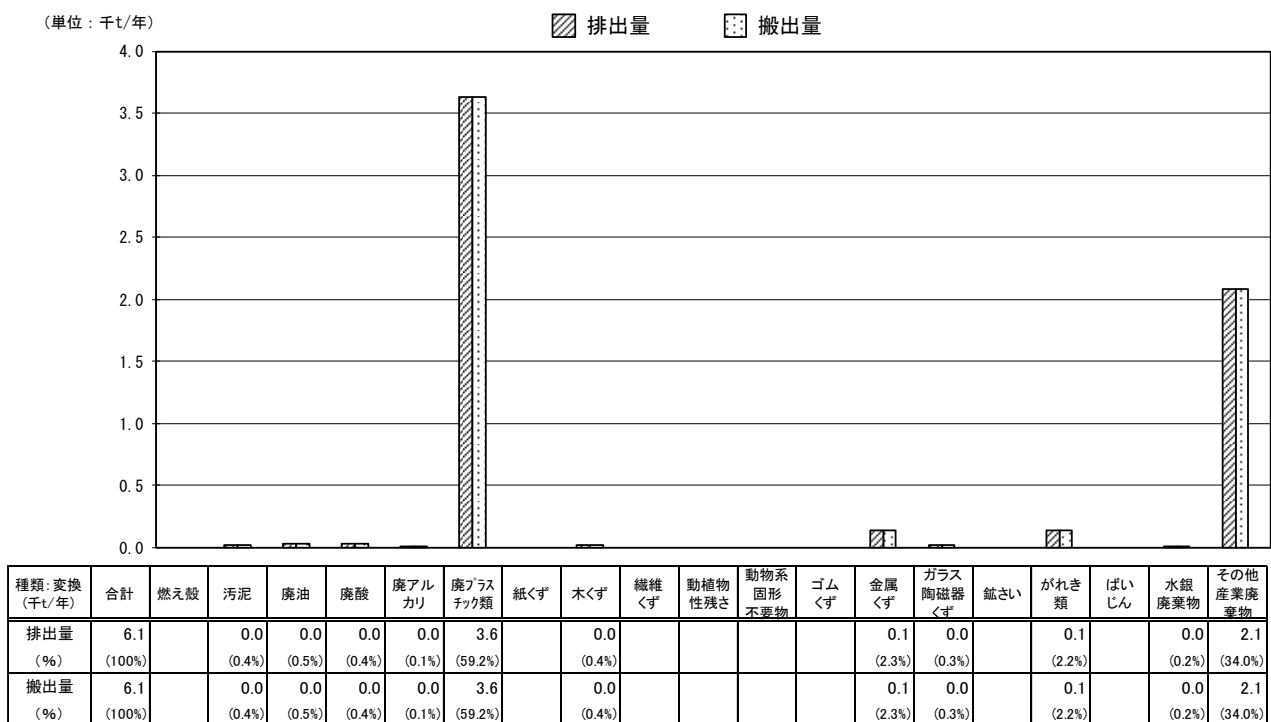 (単位：千t/年)
排出量 搬出量
4.0
3.5
3.0
2.5
2.0
1.5
1.0
0.5
0.0
種類:変換 (千t/年) 合計 燃え殻 汚泥 廃油 廃酸 廃アルカリ 廃プラスチック類 紙くず 木くず 繊維くず 動植物性残さ 動物系固形不要物 ゴムくず 金属くず ガラス陶磁器くず 鉱さい がれき類 ばいじん 水銀廃棄物 その他産業廃棄物
排出量 6.1 0.0 0.0 0.0 0.0 3.6 0.0 0.1 0.0 0.1 0.0 2.1
(%) (100%) (0.4%) (0.5%) (0.4%) (0.1%) (59.2%) (0.4%) (2.3%) (0.3%) (2.2%) (0.2%) (34.0%)
搬出量 6.1 0.0 0.0 0.0 0.0 3.6 0.0 0.1 0.0 0.1 0.0 2.1
(%) (100%) (0.4%) (0.5%) (0.4%) (0.1%) (59.2%) (0.4%) (2.3%) (0.3%) (2.2%) (0.2%) (34.0%)